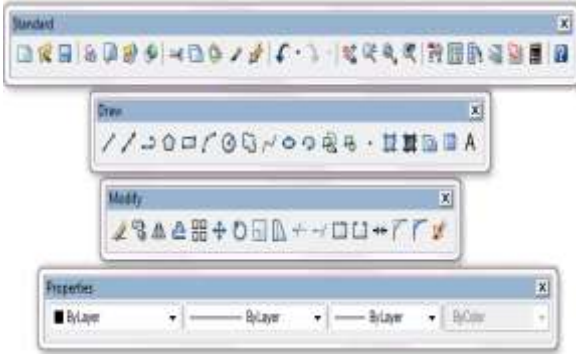 Standard
Draw
A
Modify
Properties
ByLayer ByLayer ByLayer ByColor